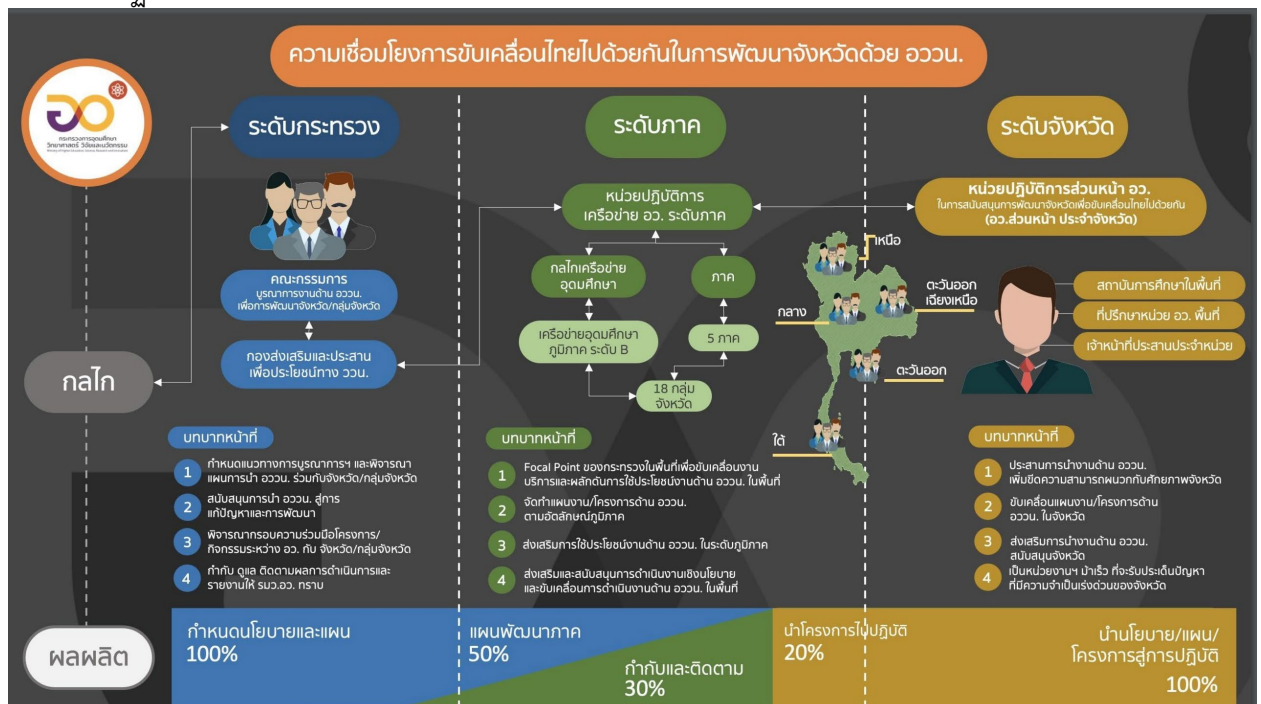 ความเชื่อมโยงการขับเคลื่อนไทยไปด้วยกันในการพัฒนาจังหวัดด้วย อววน.
กระทรวงการอุดมศึกษา
วิทยาศาสตร์ วิจัยและนวัตกรรม
กลไก
ผลผลิต
ระดับกระทรวง
คณะกรรมการ
บูรณาการงานด้าน อววน.
เพื่อการพัฒนาจังหวัด/กลุ่มจังหวัด
กองส่งเสริมและประสาน
เพื่อประโยชน์ทาง ววน.
บทบาทหน้าที่
1 กำหนดแนวทางการบูรณาการฯ และพิจารณา
แผนการนำ อววน. ร่วมกับจังหวัด/กลุ่มจังหวัด
2 สนับสนุนการนำ อววน. สู่การ
แก้ปัญหาและการพัฒนา
3 พิจารณากรอบความร่วมมือโครงการ/
กิจกรรมระหว่าง อว. กับ จังหวัด/กลุ่มจังหวัด
4 กำกับ ดูแล ติดตามผลการดำเนินการและ
รายงานให้ รมว.อว. ทราบ
ระดับภาค
หน่วยปฏิบัติการ
เครือข่าย อว. ระดับภาค
กลไกเครือข่าย
อุดมศึกษา
ภาค
เครือข่ายอุดมศึกษา
ภูมิภาค ระดับ B
5 ภาค
18 กลุ่ม
จังหวัด
บทบาทหน้าที่
1 Focal Point ของกระทรวงในพื้นที่เพื่อขับเคลื่อนงาน
บริการและผลักดันการใช้ประโยชน์งานด้าน อววน. ในพื้นที่
2 จัดทำแผนงาน/โครงการด้าน อววน.
ตามอัตลักษณ์ภูมิภาค
3 ส่งเสริมการใช้ประโยชน์งานด้าน อววน. ในระดับภูมิภาค
4 ส่งเสริมและสนับสนุนการดำเนินงานเชิงนโยบาย
และขับเคลื่อนการดำเนินงานด้าน อววน. ในพื้นที่
ระดับจังหวัด
หน่วยปฏิบัติการส่วนหน้า อว.
ในการสนับสนุนการพัฒนาจังหวัดเพื่อขับเคลื่อนไทยไปด้วยกัน
(อว.ส่วนหน้า ประจำจังหวัด)
เหนือ
ตะวันออก
เฉียงเหนือ
กลาง
ตะวันออก
ใต้
สถาบันการศึกษาในพื้นที่
ที่ปรึกษาหน่วย อว. พื้นที่
เจ้าหน้าที่ประสานประจำหน่วย
บทบาทหน้าที่
1 ประสานการนำงานด้าน อววน.
เพิ่มขีดความสามารถผนวกกับศักยภาพจังหวัด
2 ขับเคลื่อนแผนงาน/โครงการด้าน
อววน. ในจังหวัด
3 ส่งเสริมการนำงานด้าน อววน.
สนับสนุนจังหวัด
4 เป็นหน่วยงานฯ ม้าเร็ว ที่จะรับประเด็นปัญหา
ที่มีความจำเป็นเร่งด่วนของจังหวัด
กำหนดนโยบายและแผน
100%
แผนพัฒนาภาค
50%
กำกับและติดตาม
30%
นำโครงการไปปฏิบัติ
20%
นำนโยบาย/แผน/
โครงการสู่การปฏิบัติ
100%